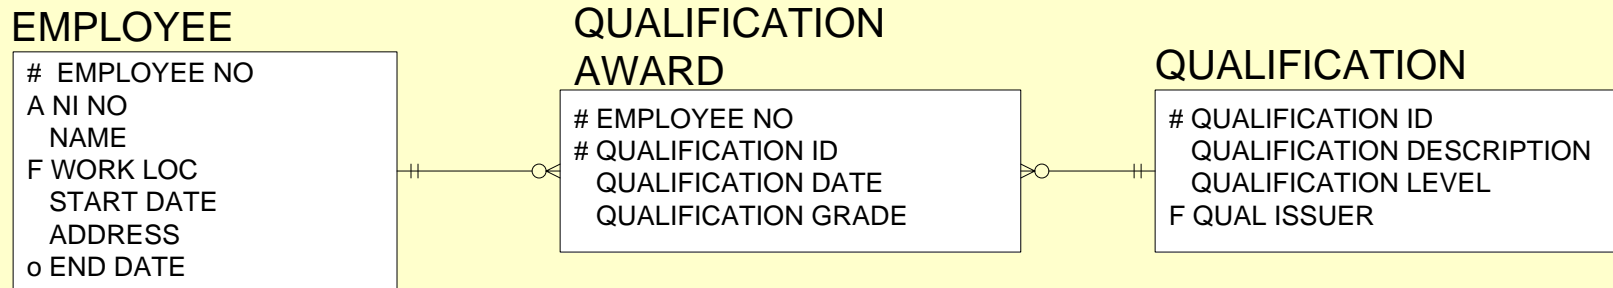 EMPLOYEE
# EMPLOYEE NO
A NI NO
NAME
F WORK LOC
START DATE
ADDRESS
o END DATE
QUALIFICATION
AWARD
# EMPLOYEE NO
# QUALIFICATION ID
QUALIFICATION DATE
QUALIFICATION GRADE
QUALIFICATION
# QUALIFICATION ID
QUALIFICATION DESCRIPTION
QUALIFICATION LEVEL
F QUAL ISSUER